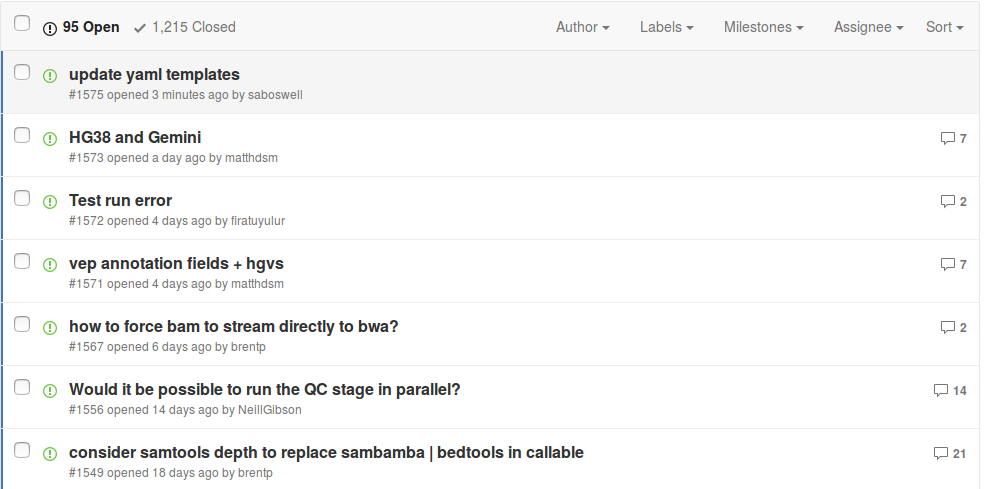 95 Open 1,215 Closed Author Labels Milestones Assignee Sort
update yaml templates
#1575 opened 3 minutes ago by saboswell
HG38 and Gemini 7
#1573 opened a day ago by matthdsm
Test run error 2
#1572 opened 4 days ago by firatuyulur
vep annotation fields + hgvs 7
#1571 opened 4 days ago by matthdsm
how to force bam to stream directly to bwa? 2
#1567 opened 6 days ago by brentp
Would it be possible to run the QC stage in parallel? 14
#1556 opened 14 days ago by NeillGibson
consider samtools depth to replace sambamba | bedtools in callable 21
#1549 opened 18 days ago by brentp